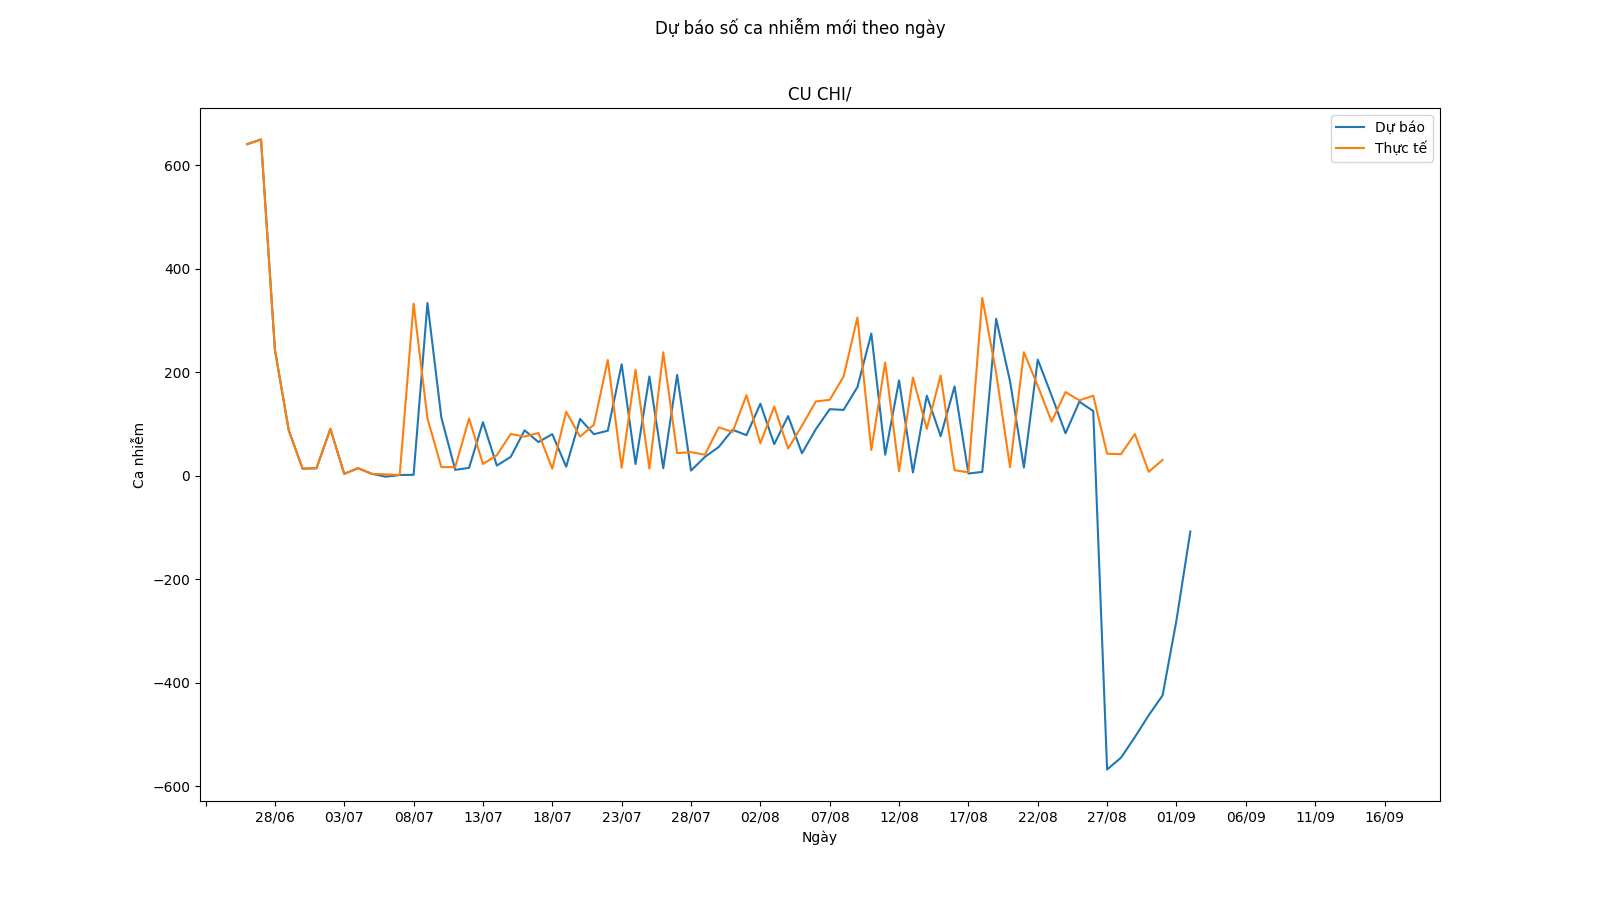 Dự báo số ca nhiễm mới theo ngày
CU CHI/
Dự báo
Thực tế
600
400
200
0
−200
−400
−600
Ca nhiễm
28/06 03/07 08/07 13/07 18/07 23/07 28/07 02/08 07/08 12/08 17/08 22/08 27/08 01/09 06/09 11/09 16/09
Ngày